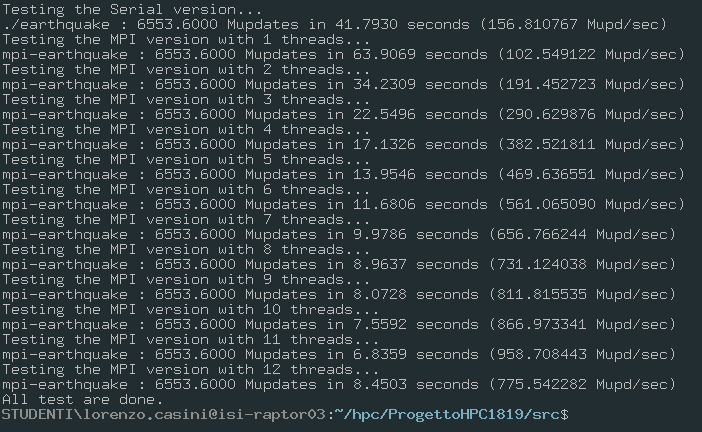 Testing the Serial version...
./earthquake : 6553.6000 Mupdates in 41.7930 seconds (156.810767 Mupd/sec)
Testing the MPI version with 1 threads...
mpi-earthquake : 6553.6000 Mupdates in 63.9069 seconds (102.549122 Mupd/sec)
Testing the MPI version with 2 threads...
mpi-earthquake : 6553.6000 Mupdates in 34.2309 seconds (191.452723 Mupd/sec)
Testing the MPI version with 3 threads...
mpi-earthquake : 6553.6000 Mupdates in 22.5496 seconds (290.629876 Mupd/sec)
Testing the MPI version with 4 threads...
mpi-earthquake : 6553.6000 Mupdates in 17.1326 seconds (382.521811 Mupd/sec)
Testing the MPI version with 5 threads...
mpi-earthquake : 6553.6000 Mupdates in 13.9546 seconds (469.636551 Mupd/sec)
Testing the MPI version with 6 threads...
mpi-earthquake : 6553.6000 Mupdates in 11.6806 seconds (561.065090 Mupd/sec)
Testing the MPI version with 7 threads...
mpi-earthquake : 6553.6000 Mupdates in 9.9786 seconds (656.766244 Mupd/sec)
Testing the MPI version with 8 threads...
mpi-earthquake : 6553.6000 Mupdates in 8.9637 seconds (731.124038 Mupd/sec)
Testing the MPI version with 9 threads...
mpi-earthquake : 6553.6000 Mupdates in 8.0728 seconds (811.815535 Mupd/sec)
Testing the MPI version with 10 threads...
mpi-earthquake : 6553.6000 Mupdates in 7.5592 seconds (866.973341 Mupd/sec)
Testing the MPI version with 11 threads...
mpi-earthquake : 6553.6000 Mupdates in 6.8359 seconds (958.708443 Mupd/sec)
Testing the MPI version with 12 threads...
mpi-earthquake : 6553.6000 Mupdates in 8.4503 seconds (775.542282 Mupd/sec)
All test are done.
STUDENTI\lorenzo.casini@isi-raptor03:~/hpc/ProgettoHPC1819/src$